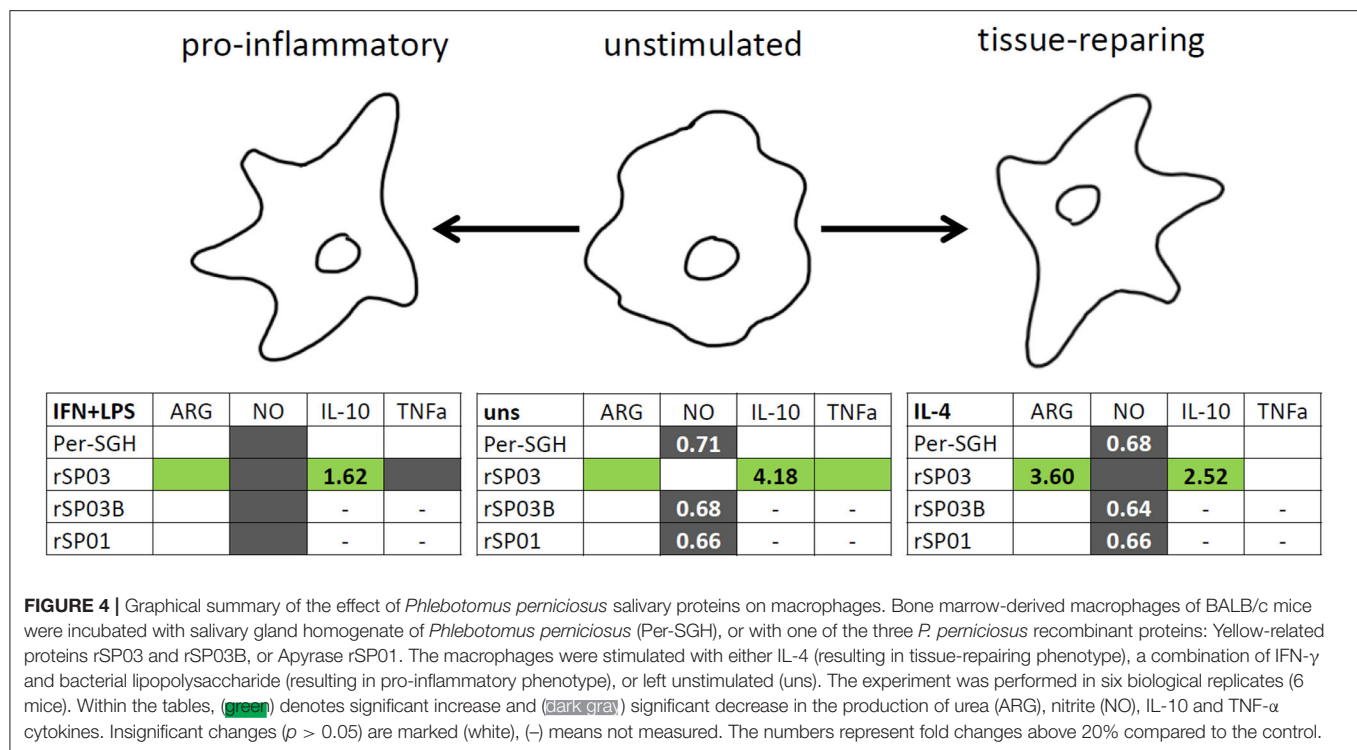 pro-inflammatory unstimulated tissue-reparing
IFN+LPS ARG NO IL-10 TNFa
Per-SGH
rSP03 1.62
rSP03B - -
rSP01 - -
uns ARG NO IL-10 TNFa
Per-SGH 0.71
rSP03 4.18
rSP03B 0.68 - -
rSP01 0.66 - -
IL-4 ARG NO IL-10 TNFa
Per-SGH 0.68
rSP03 3.60 2.52
rSP03B 0.64 - -
rSP01 0.66 - -
FIGURE 4 | Graphical summary of the effect of Phlebotomus perniciosus salivary proteins on macrophages. Bone marrow-derived macrophages of BALB/c mice
were incubated with salivary gland homogenate of Phlebotomus perniciosus (Per-SGH), or with one of the three P. perniciosus recombinant proteins: Yellow-related
proteins rSP03 and rSP03B, or Apyrase rSP01. The macrophages were stimulated with either IL-4 (resulting in tissue-repairing phenotype), a combination of IFN-γ
and bacterial lipopolysaccharide (resulting in pro-inflammatory phenotype), or left unstimulated (uns). The experiment was performed in six biological replicates (6
mice). Within the tables, (green) denotes significant increase and (dark gray) significant decrease in the production of urea (ARG), nitrite (NO), IL-10 and TNF-α
cytokines. Insignificant changes (p > 0.05) are marked (white), (–) means not measured. The numbers represent fold changes above 20% compared to the control.